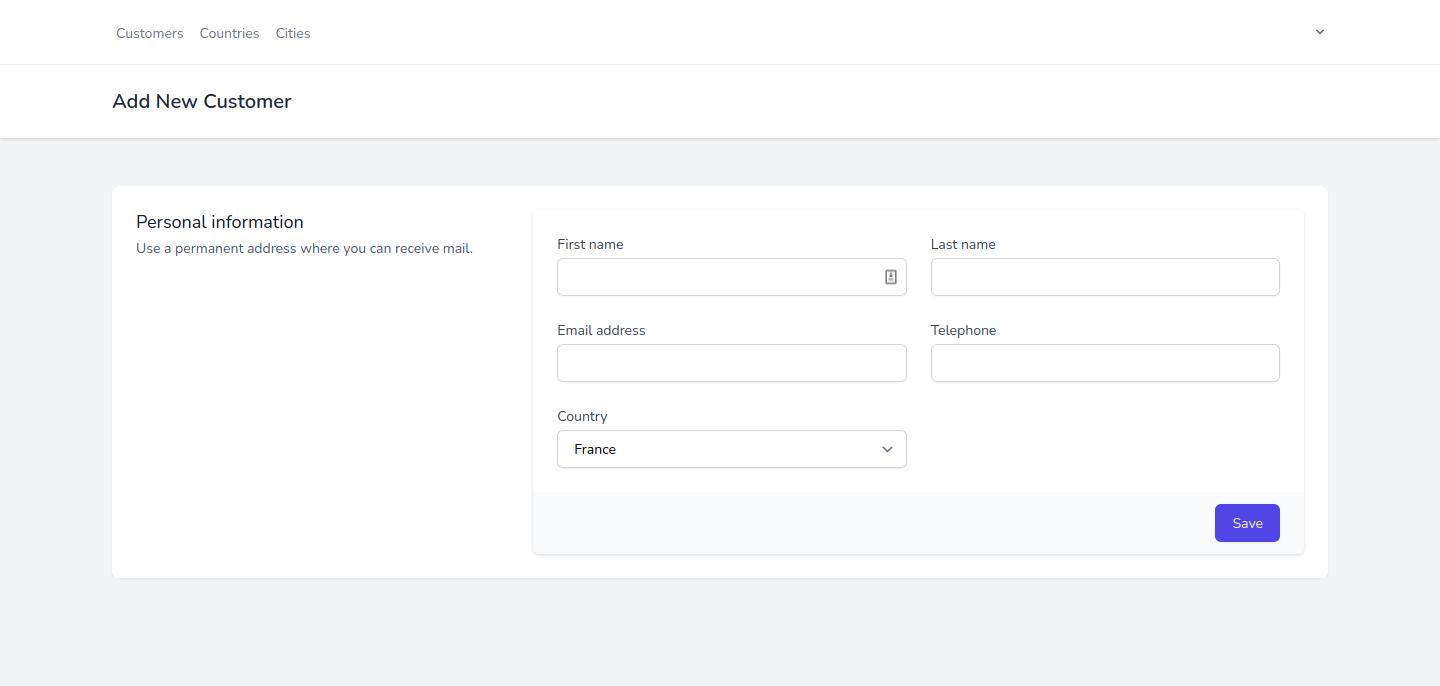 Customers Countries Cities
Add New Customer
Personal information
Use a permanent address where you can receive mail.
First name
Last name
Email address
Telephone
Country
France
Save